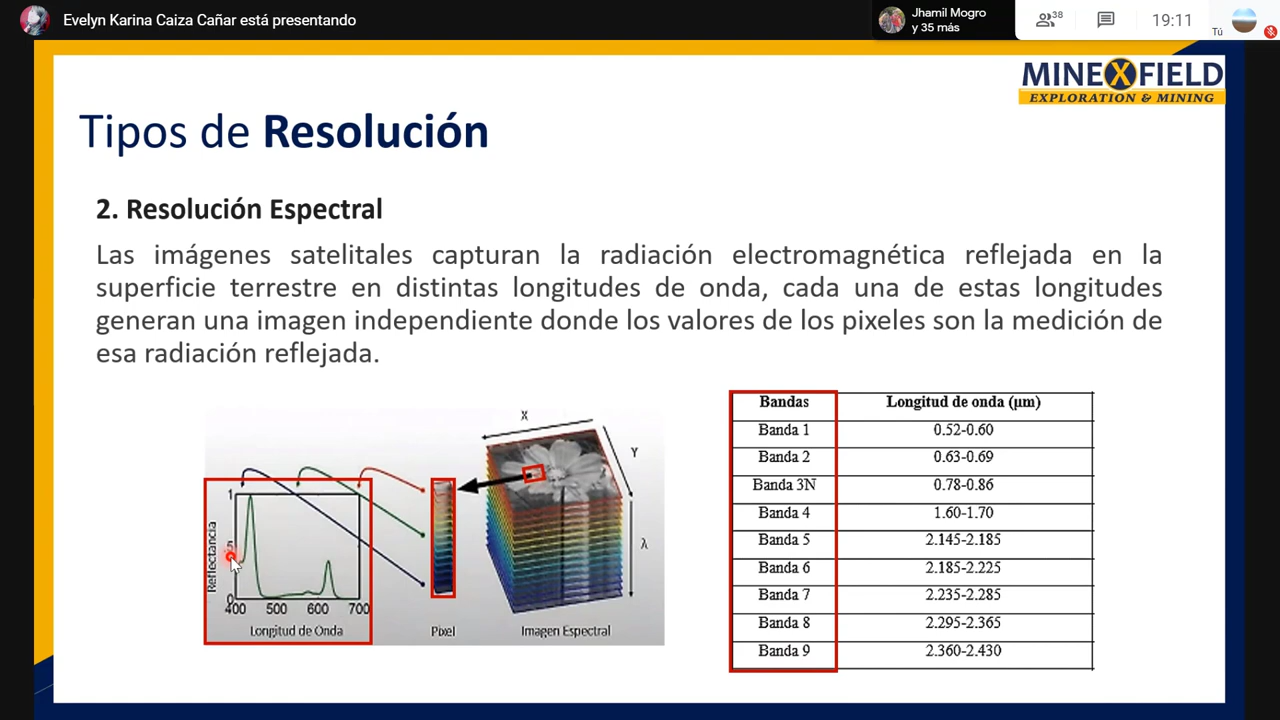 Evelyn Karina Caiza Cañar está presentando
Jhamil Mogro
y 35 más
38
19:11
Tú
MINEXFIELD
EXPLORATION & MINING
Tipos de Resolución
2. Resolución Espectral
Las imágenes satelitales capturan la radiación electromagnética reflejada en la
superficie terrestre en distintas longitudes de onda, cada una de estas longitudes
generan una imagen independiente donde los valores de los pixeles son la medición de
esa radiación reflejada.
X
Y
λ
1
Reflectancia
0
400 500 600 700
Longitud de Onda
Pixel
Imagen Espectral
Bandas Longitud de onda (µm)
Banda 1 0.52-0.60
Banda 2 0.63-0.69
Banda 3N 0.78-0.86
Banda 4 1.60-1.70
Banda 5 2.145-2.185
Banda 6 2.185-2.225
Banda 7 2.235-2.285
Banda 8 2.295-2.365
Banda 9 2.360-2.430